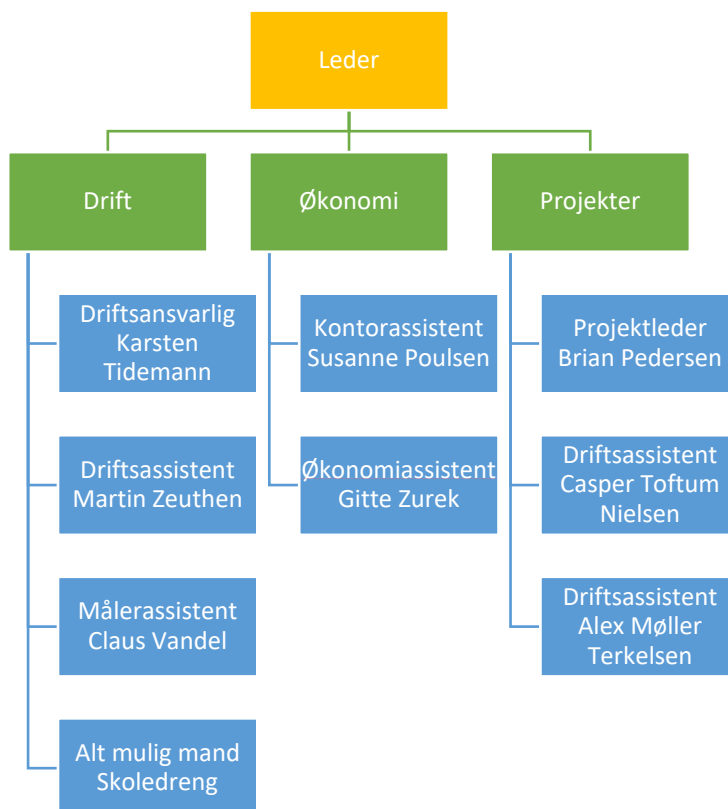 Leder
Drift
Økonomi
Projekter
Driftsansvarlig
Karsten
Tidemann
Kontorassistent
Susanne Poulsen
Projektleder
Brian Pedersen
Driftsassistent
Martin Zeuthen
Økonomiassistent
Gitte Zurek
Driftsassistent
Casper Toftum
Nielsen
Målerassistent
Claus Vandel
Driftsassistent
Alex Møller
Terkelsen
Alt mulig mand
Skoledreng